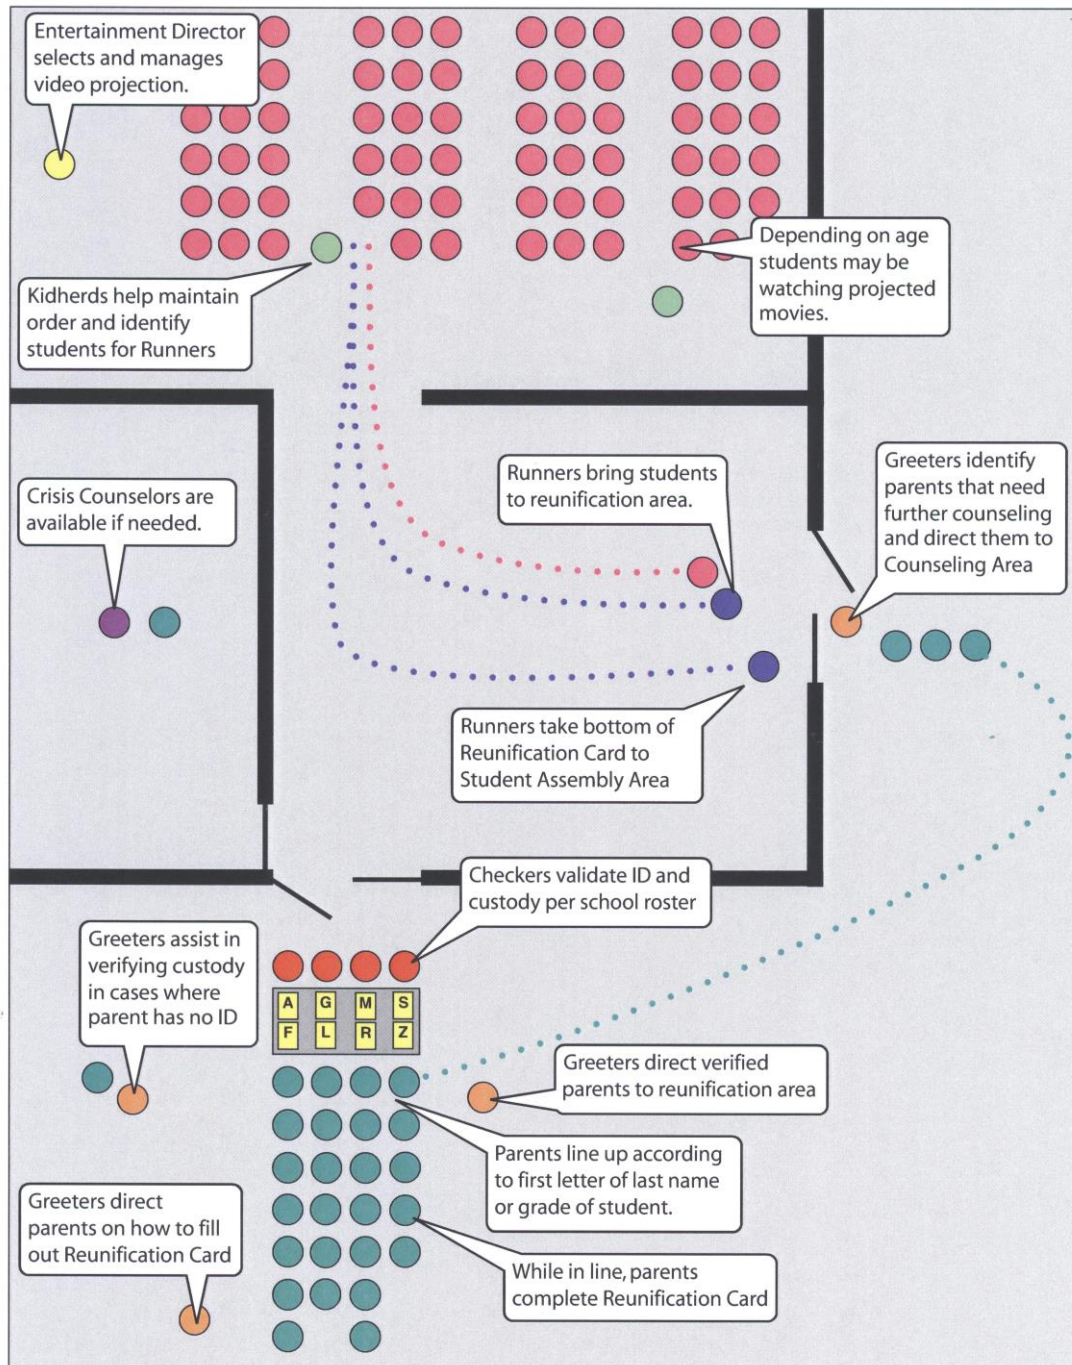 Entertainment Director
selects and manages
video projection.
Depending on age
students may be
watching projected
movies.
Kidherds help maintain
order and identify
students for Runners
Greeters identify
parents that need
further counseling
and direct them to
Counseling Area
Runners bring students
to reunification area.
Crisis Counselors are
available if needed.
Runners take bottom of
Reunification Card to
Student Assembly Area
Checkers validate ID and
custody per school roster
Greeters assist in
verifying custody
in cases where
parent has no ID
A G M S
F L R Z
Greeters direct verified
parents to reunification area
Parents line up according
to first letter of last name
or grade of student.
Greeters direct
parents on how to fill
out Reunification Card
While in line, parents
complete Reunification Card